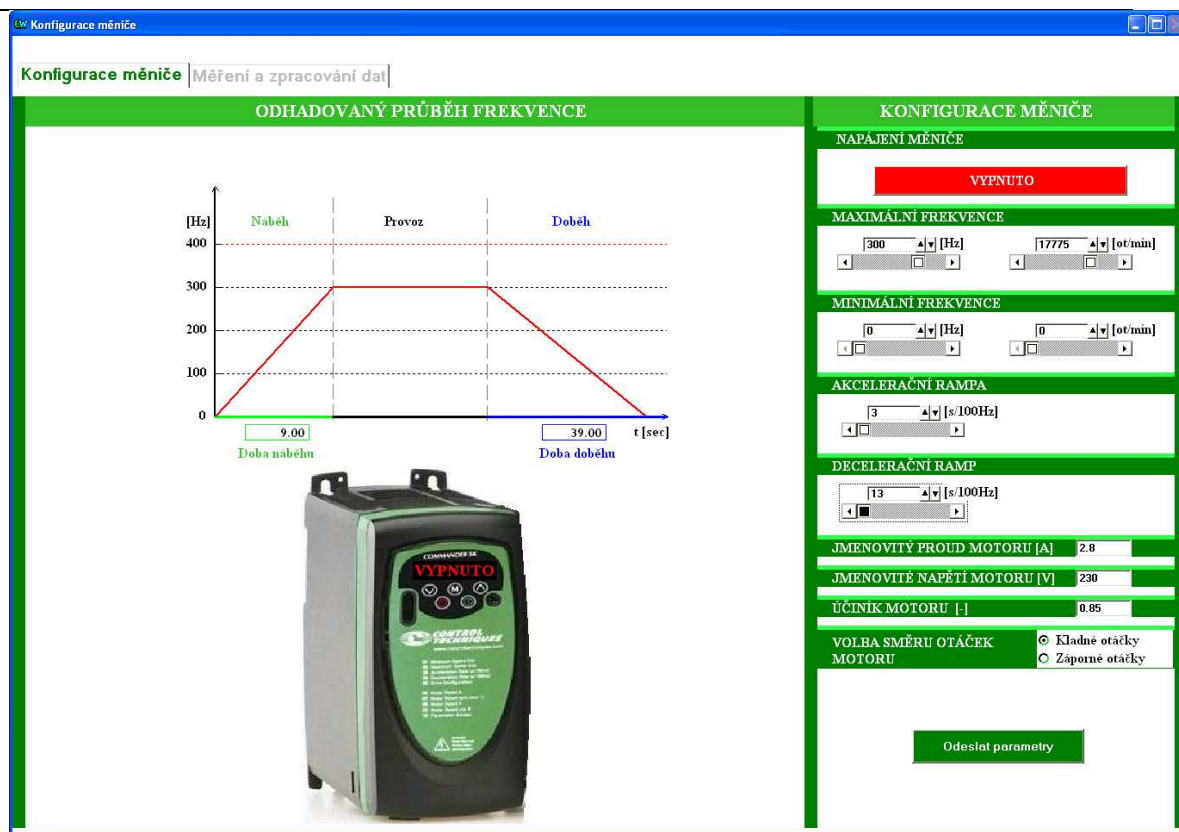 Konfigurace měniče
Konfigurace měniče
Měření a zpracování dat
ODHADOVANÝ PRŮBĚH FREKVENCE
[Hz]
Náběh
Provoz
Doběh
400
300
200
100
0
9.00
39.00
t [sec]
Doba náběhu
Doba doběhu
COMMANDER SK
VYPNUTO
M
CONTROL
TECHNIQUES
www.controltechniques.com
KONFIGURACE MĚNIČE
NAPÁJENÍ MĚNIČE
VYPNUTO
MAXIMÁLNÍ FREKVENCE
300 [Hz] 17775 [ot/min]
MINIMÁLNÍ FREKVENCE
0 [Hz] 0 [ot/min]
AKCELERAČNÍ RAMPA
3 [s/100Hz]
DECELERAČNÍ RAMP
13 [s/100Hz]
JMENOVITÝ PROUD MOTORU [A] 2.8
JMENOVITÉ NAPĚTÍ MOTORU [V] 230
ÚČINÍK MOTORU [-] 0.85
VOLBA SMĚRU OTÁČEK
MOTORU
Kladné otáčky
Záporné otáčky
Odeslat parametry